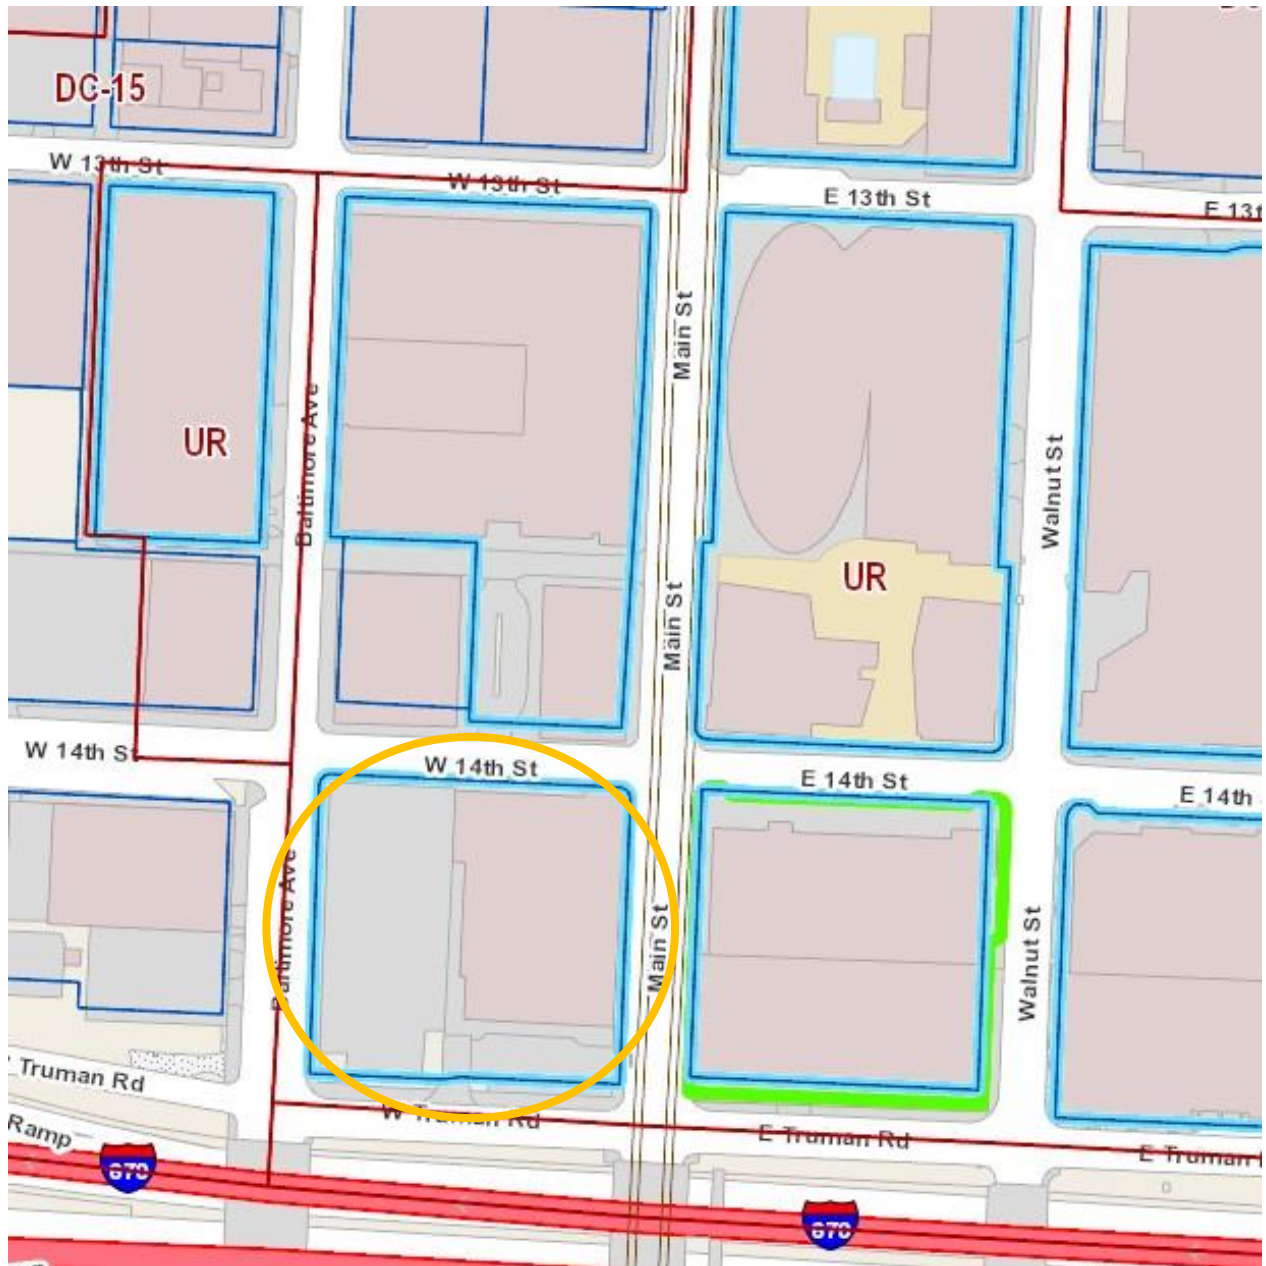 DC-15
W 13th St
W 13th St
E 13th St
E 13t
Main St
Baltimore Ave
UR
Walnut St
UR
Main St
W 14th St
W 14th St
E 14th St
E 14th
Baltimore Ave
Main St
Walnut St
Truman Rd
W Truman Rd
E Truman Rd
E Truman
Ramp
670
670